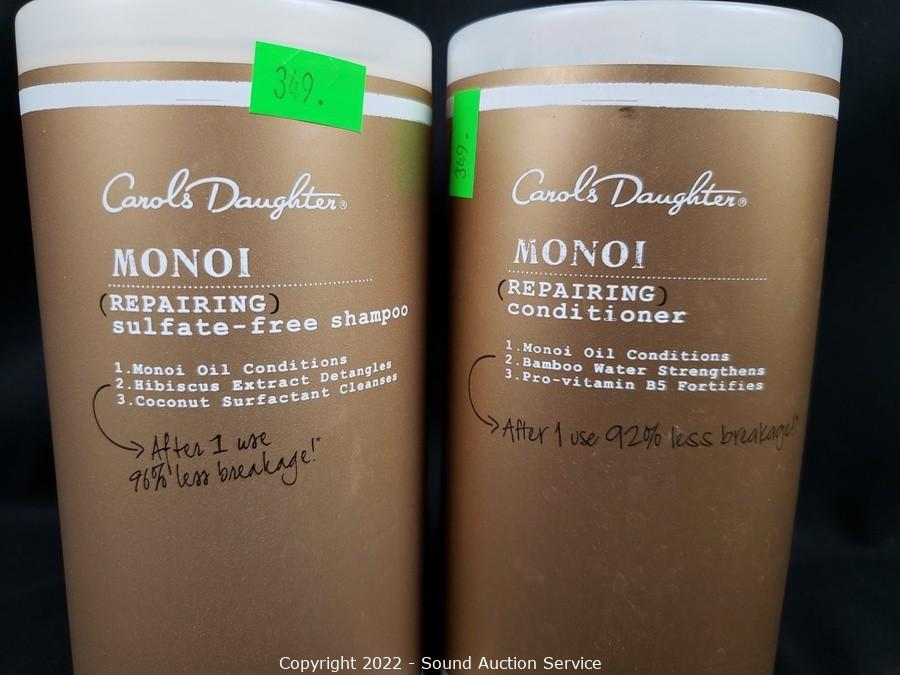 349.
Carols Daughter®
MONOI
(REPAIRING)
sulfate-free shampoo
1.Monoi Oil Conditions
2.Hibiscus Extract Detangles
3.Coconut Surfactant Cleanses
After 1 use
96% less breakage!*
349.
Carols Daughter®
MONOI
(REPAIRING)
conditioner
1.Monoi Oil Conditions
2.Bamboo Water Strengthens
3.Pro-vitamin B5 Fortifies
After 1 use 92% less breakage!*
Copyright 2022 - Sound Auction Service